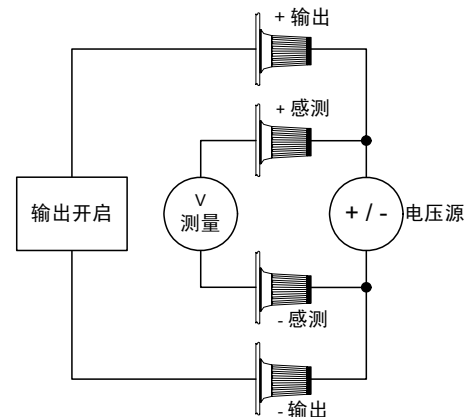 + 输出
+ 感测
输出开启
V
测量
+ / -
电压源
- 感测
- 输出